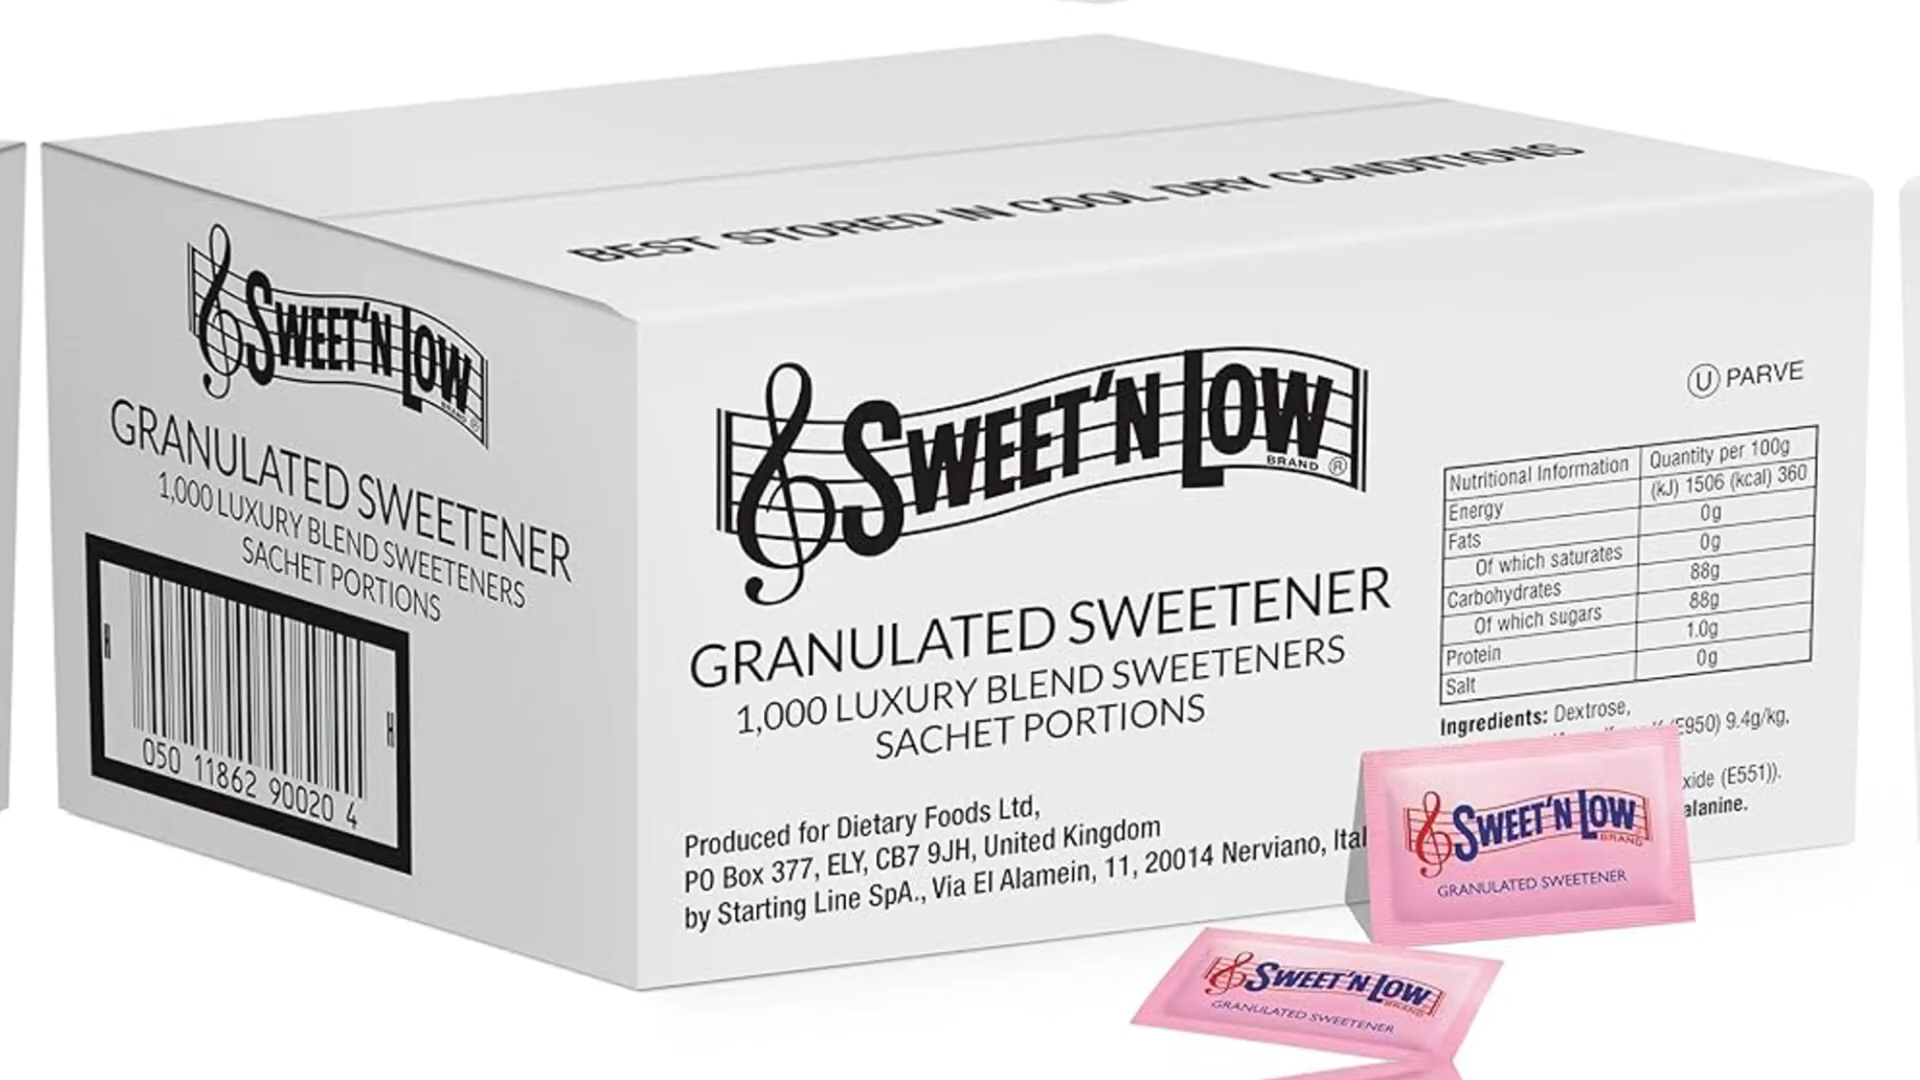 BEST STORED IN COOL DRY CONDITIONS
SWEET'N LOW
BRAND ®
GRANULATED SWEETENER
1,000 LUXURY BLEND SWEETENERS
SACHET PORTIONS
H
H
050 11862 90020 4
SWEET'N LOW
BRAND ®
GRANULATED SWEETENER
1,000 LUXURY BLEND SWEETENERS
SACHET PORTIONS
Produced for Dietary Foods Ltd,
PO Box 377, ELY, CB7 9JH, United Kingdom
by Starting Line SpA., Via El Alamein, 11, 20014 Nerviano, Ital
U PARVE
Nutritional Information Quantity per 100g
Energy (kJ) 1506 (kcal) 360
Fats 0g
Of which saturates 0g
Carbohydrates 88g
Of which sugars 88g
Protein 1.0g
Salt 0g
Ingredients: Dextrose,
(E950) 9.4g/kg,
xide (E551)).
alanine.
SWEET'N LOW
BRAND
GRANULATED SWEETENER
SWEET'N LOW
BRAND
GRANULATED SWEETENER